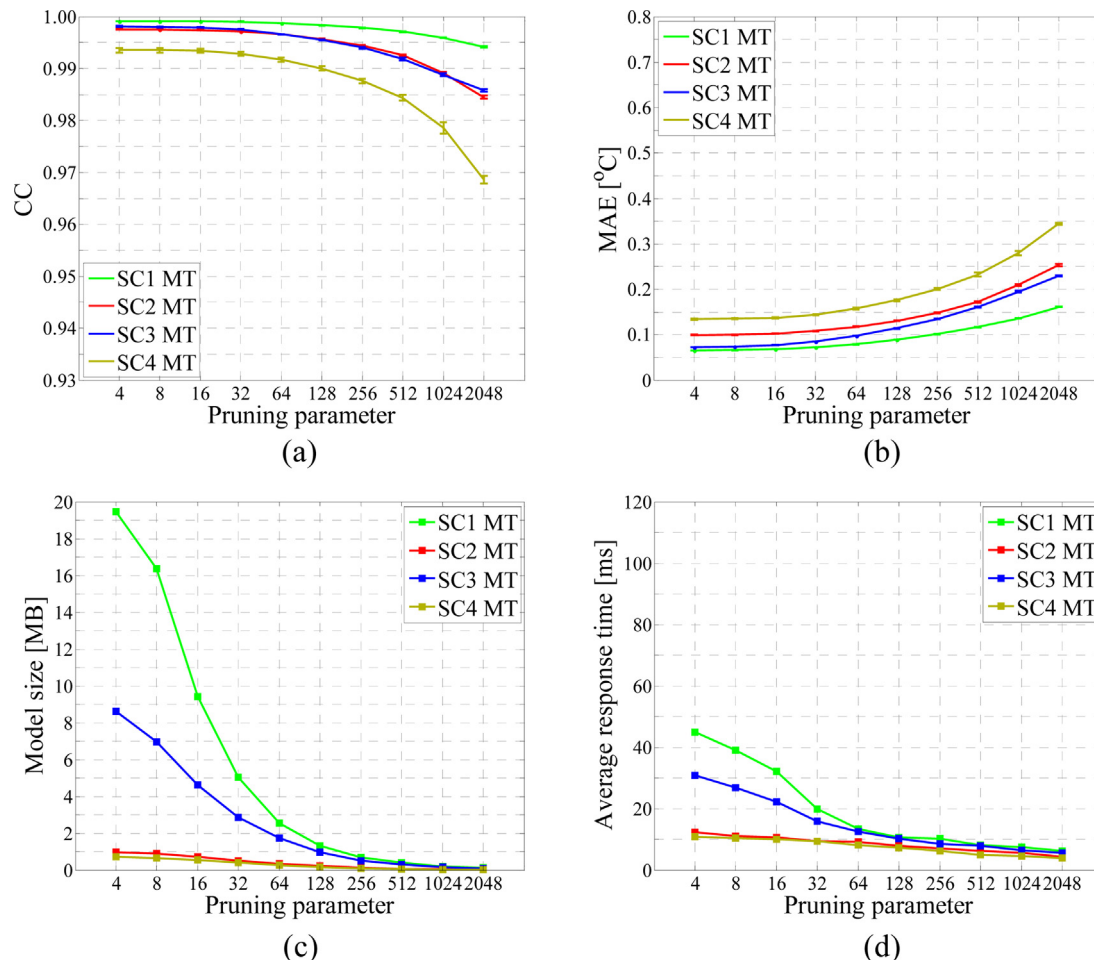 1.00
0.99
0.98
0.97
0.96
0.95
0.94
0.93
CC
SC1 MT
SC2 MT
SC3 MT
SC4 MT
4 8 16 32 64 128 256 512 1024 2048
Pruning parameter
(a)
0.8
0.7
0.6
0.5
0.4
0.3
0.2
0.1
0
MAE [°C]
SC1 MT
SC2 MT
SC3 MT
SC4 MT
4 8 16 32 64 128 256 512 1024 2048
Pruning parameter
(b)
20
18
16
14
12
10
8
6
4
2
0
Model size [MB]
SC1 MT
SC2 MT
SC3 MT
SC4 MT
4 8 16 32 64 128 256 512 1024 2048
Pruning parameter
(c)
120
100
80
60
40
20
0
Average response time [ms]
SC1 MT
SC2 MT
SC3 MT
SC4 MT
4 8 16 32 64 128 256 512 1024 2048
Pruning parameter
(d)